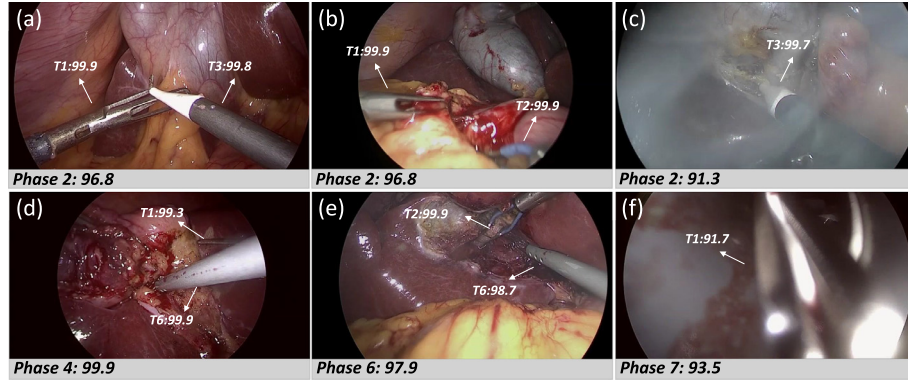 (a)
T1:99.9
T3:99.8
Phase 2: 96.8
(b)
T1:99.9
T2:99.9
Phase 2: 96.8
(c)
T3:99.7
Phase 2: 91.3
(d)
T1:99.3
T6:99.9
Phase 4: 99.9
(e)
T2:99.9
T6:98.7
Phase 6: 97.9
(f)
T1:91.7
Phase 7: 93.5